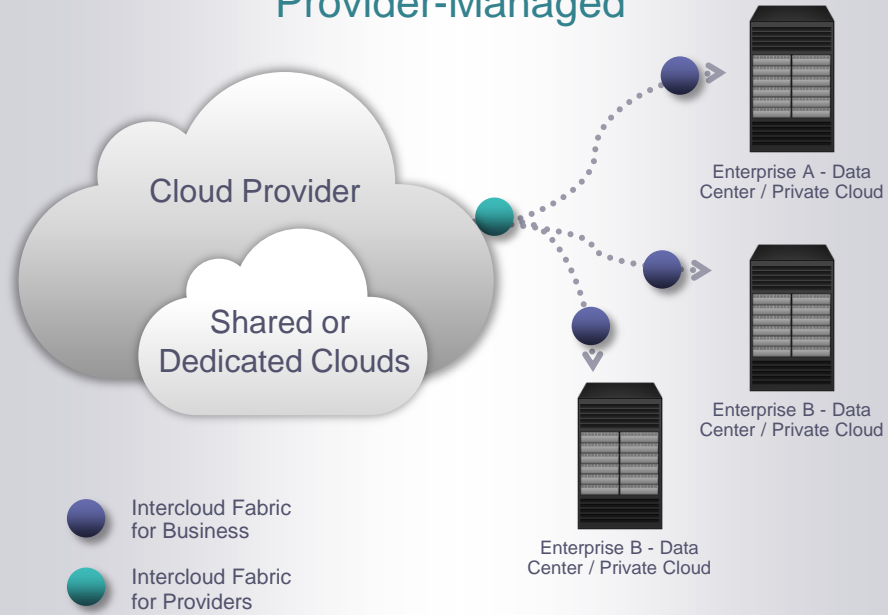 Provider-Managed
Cloud Provider
Shared or
Dedicated Clouds
Enterprise A - Data
Center / Private Cloud
Enterprise B - Data
Center / Private Cloud
Enterprise B - Data
Center / Private Cloud
Intercloud Fabric
for Business
Intercloud Fabric
for Providers